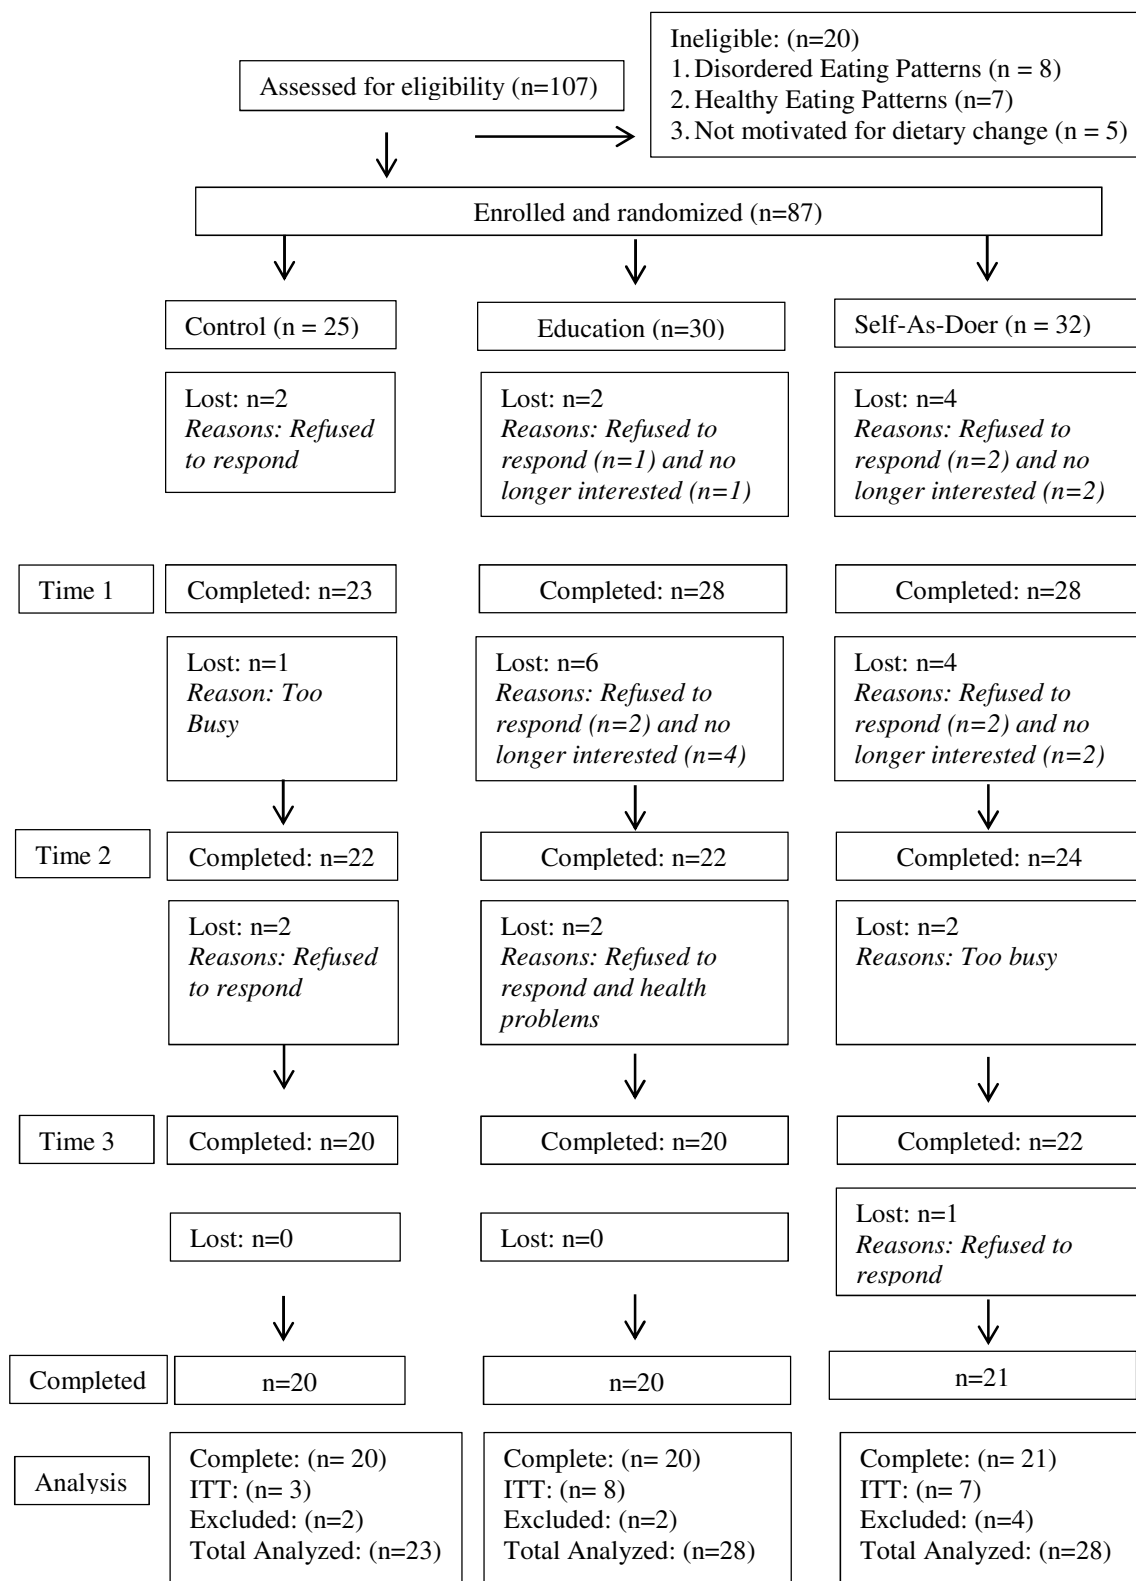 Assessed for eligibility (n=107)
Ineligible: (n=20)
1. Disordered Eating Patterns (n = 8)
2. Healthy Eating Patterns (n=7)
3. Not motivated for dietary change (n = 5)
Enrolled and randomized (n=87)
Control (n = 25)
Education (n=30)
Self-As-Doer (n = 32)
Lost: n=2
Reasons: Refused
to respond
Lost: n=2
Reasons: Refused to
respond (n=1) and no
longer interested (n=1)
Lost: n=4
Reasons: Refused to
respond (n=2) and no
longer interested (n=2)
Time 1
Completed: n=23
Completed: n=28
Completed: n=28
Lost: n=1
Reason: Too
Busy
Lost: n=6
Reasons: Refused to
respond (n=2) and no
longer interested (n=4)
Lost: n=4
Reasons: Refused to
respond (n=2) and no
longer interested (n=2)
Time 2
Completed: n=22
Completed: n=22
Completed: n=24
Lost: n=2
Reasons: Refused
to respond
Lost: n=2
Reasons: Refused to
respond and health
problems
Lost: n=2
Reasons: Too busy
Time 3
Completed: n=20
Completed: n=20
Completed: n=22
Lost: n=0
Lost: n=0
Lost: n=1
Reasons: Refused to
respond
Completed
n=20
n=20
n=21
Analysis
Complete: (n= 20)
ITT: (n= 3)
Excluded: (n=2)
Total Analyzed: (n=23)
Complete: (n= 20)
ITT: (n= 8)
Excluded: (n=2)
Total Analyzed: (n=28)
Complete: (n= 21)
ITT: (n= 7)
Excluded: (n=4)
Total Analyzed: (n=28)